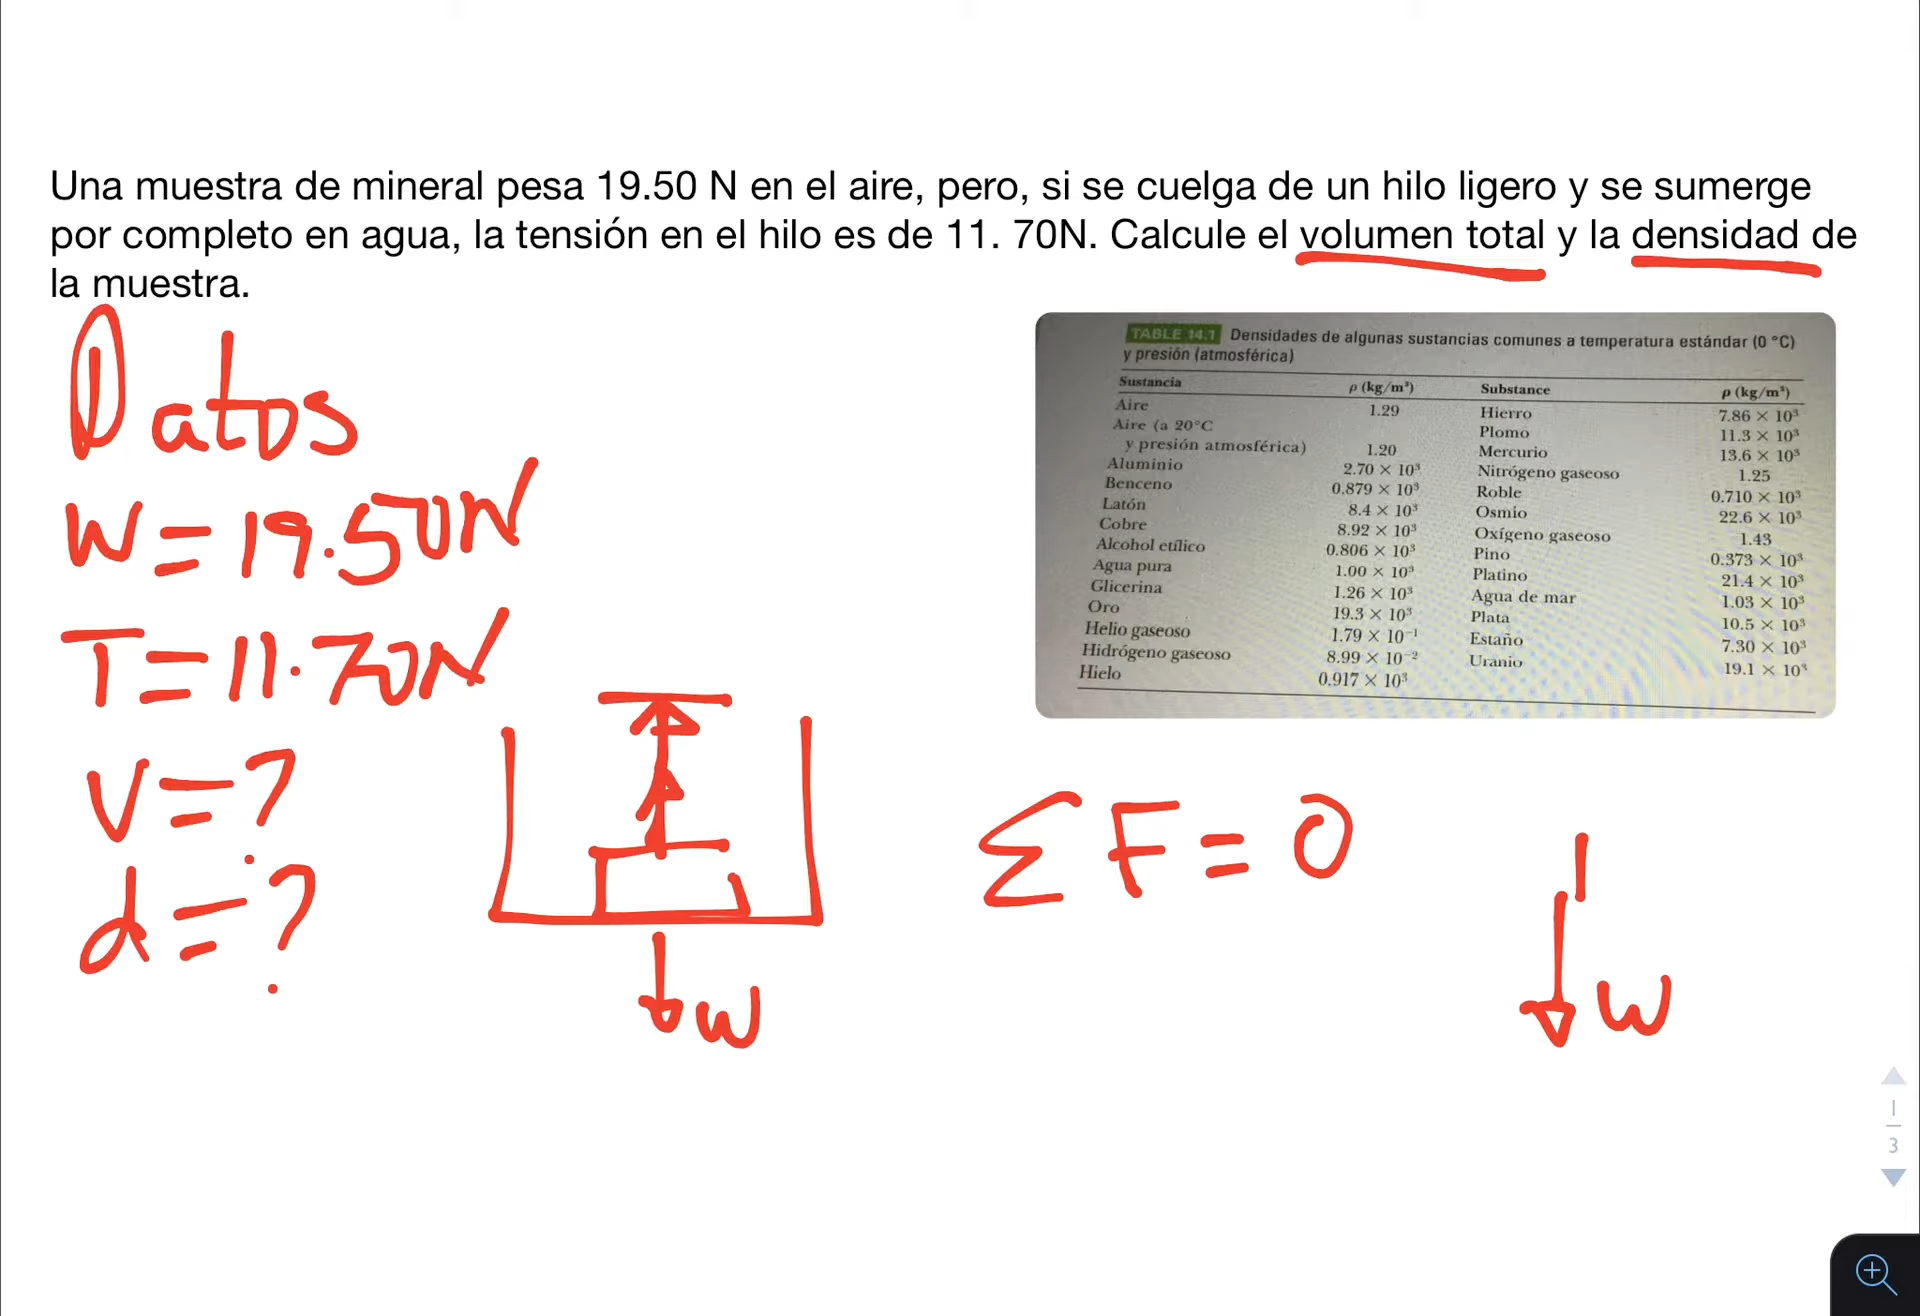 Una muestra de mineral pesa 19.50 N en el aire, pero, si se cuelga de un hilo ligero y se sumerge
por completo en agua, la tensión en el hilo es de 11. 70N. Calcule el volumen total y la densidad de
la muestra.
Datos
W=19.50N
T=11.70N
V=?
d=?
W
ΣF=0
W
TABLE 14.1 Densidades de algunas sustancias comunes a temperatura estándar (0 °C)
y presión (atmosférica)
Sustancia ρ (kg/m³) Substance ρ (kg/m³)
Aire 1.29 Hierro 7.86 × 10³
Aire (a 20°C Plomo 11.3 × 10³
y presión atmosférica) 1.20 Mercurio 13.6 × 10³
Aluminio 2.70 × 10³ Nitrógeno gaseoso 1.25
Benceno 0.879 × 10³ Roble 0.710 × 10³
Latón 8.4 × 10³ Osmio 22.6 × 10³
Cobre 8.92 × 10³ Oxígeno gaseoso 1.43
Alcohol etílico 0.806 × 10³ Pino 0.373 × 10³
Agua pura 1.00 × 10³ Platino 21.4 × 10³
Glicerina 1.26 × 10³ Agua de mar 1.03 × 10³
Oro 19.3 × 10³ Plata 10.5 × 10³
Helio gaseoso 1.79 × 10⁻¹ Estaño 7.30 × 10³
Hidrógeno gaseoso 8.99 × 10⁻² Uranio 19.1 × 10³
Hielo 0.917 × 10³
1
3